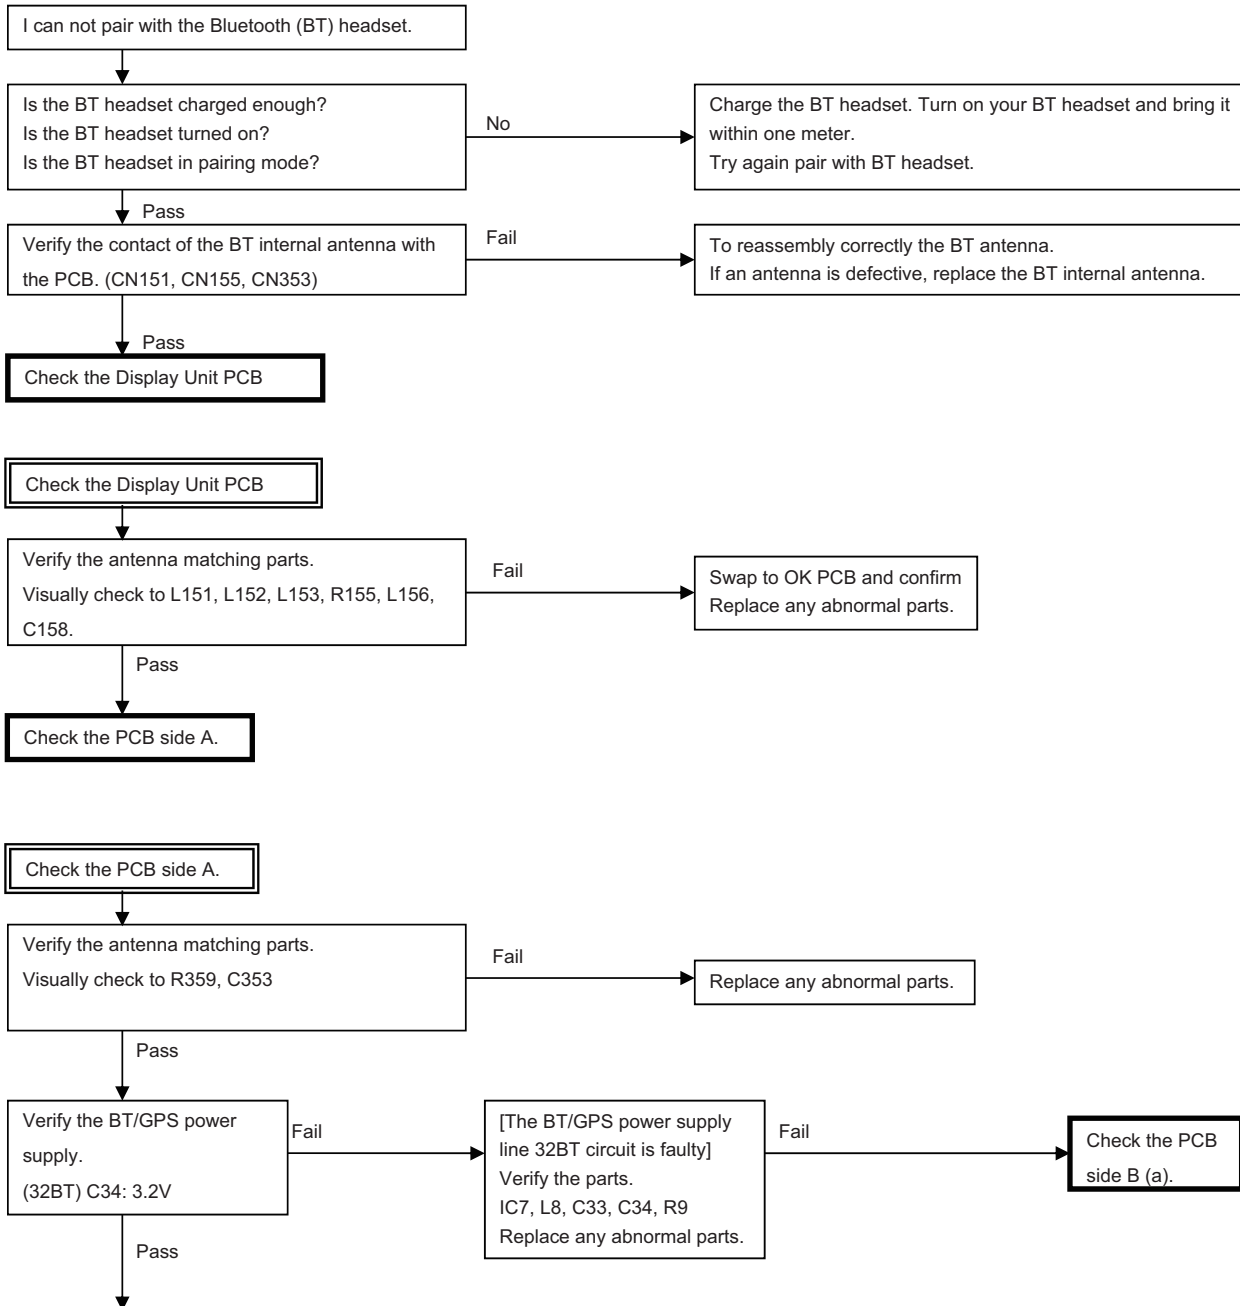 I can not pair with the Bluetooth (BT) headset.
Is the BT headset charged enough?
Is the BT headset turned on?
Is the BT headset in pairing mode?
No
Charge the BT headset. Turn on your BT headset and bring it
within one meter.
Try again pair with BT headset.
Pass
Verify the contact of the BT internal antenna with
the PCB. (CN151, CN155, CN353)
Fail
To reassembly correctly the BT antenna.
If an antenna is defective, replace the BT internal antenna.
Pass
Check the Display Unit PCB
Check the Display Unit PCB
Verify the antenna matching parts.
Visually check to L151, L152, L153, R155, L156,
C158.
Fail
Swap to OK PCB and confirm
Replace any abnormal parts.
Pass
Check the PCB side A.
Check the PCB side A.
Verify the antenna matching parts.
Visually check to R359, C353
Fail
Replace any abnormal parts.
Pass
Verify the BT/GPS power
supply.
(32BT) C34: 3.2V
Fail
[The BT/GPS power supply
line 32BT circuit is faulty]
Verify the parts.
IC7, L8, C33, C34, R9
Replace any abnormal parts.
Fail
Check the PCB
side B (a).
Pass